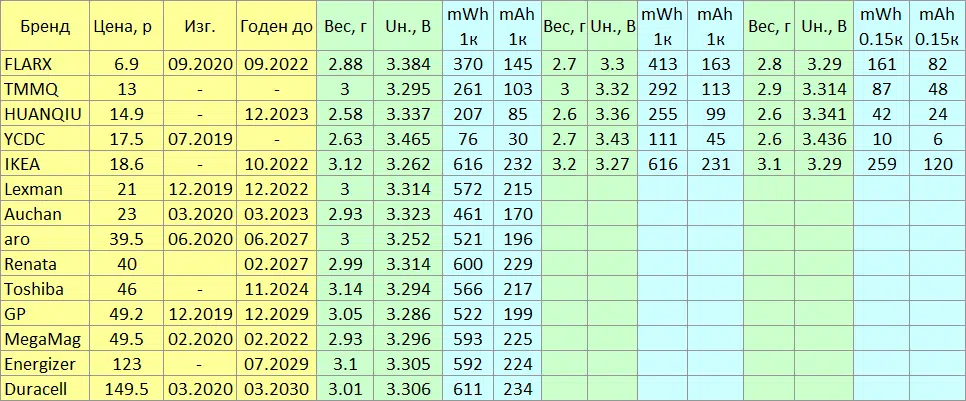 Бренд Цена, р Изг. Годен до Вес, г Uн., В mWh 1к mAh 1к Вес, г Uн., В mWh 1к mAh 1к Вес, г Uн., В mWh 0.15к mAh 0.15к
FLARX 6.9 09.2020 09.2022 2.88 3.384 370 145 2.7 3.3 413 163 2.8 3.29 161 82
TMMQ 13 - - 3 3.295 261 103 3 3.32 292 113 2.9 3.314 87 48
HUANQIU 14.9 - 12.2023 2.58 3.337 207 85 2.6 3.36 255 99 2.6 3.341 42 24
YCDC 17.5 07.2019 - 2.63 3.465 76 30 2.7 3.43 111 45 2.6 3.436 10 6
IKEA 18.6 - 10.2022 3.12 3.262 616 232 3.2 3.27 616 231 3.1 3.29 259 120
Lexman 21 12.2019 12.2022 3 3.314 572 215
Auchan 23 03.2020 03.2023 2.93 3.323 461 170
aro 39.5 06.2020 06.2027 3 3.252 521 196
Renata 40 02.2027 2.99 3.314 600 229
Toshiba 46 - 11.2024 3.14 3.294 566 217
GP 49.2 12.2019 12.2029 3.05 3.286 522 199
MegaMag 49.5 02.2020 02.2020 2.93 3.296 593 225
Energizer 123 - 07.2029 3.1 3.305 592 224
Duracell 149.5 03.2020 03.2030 3.01 3.306 611 234